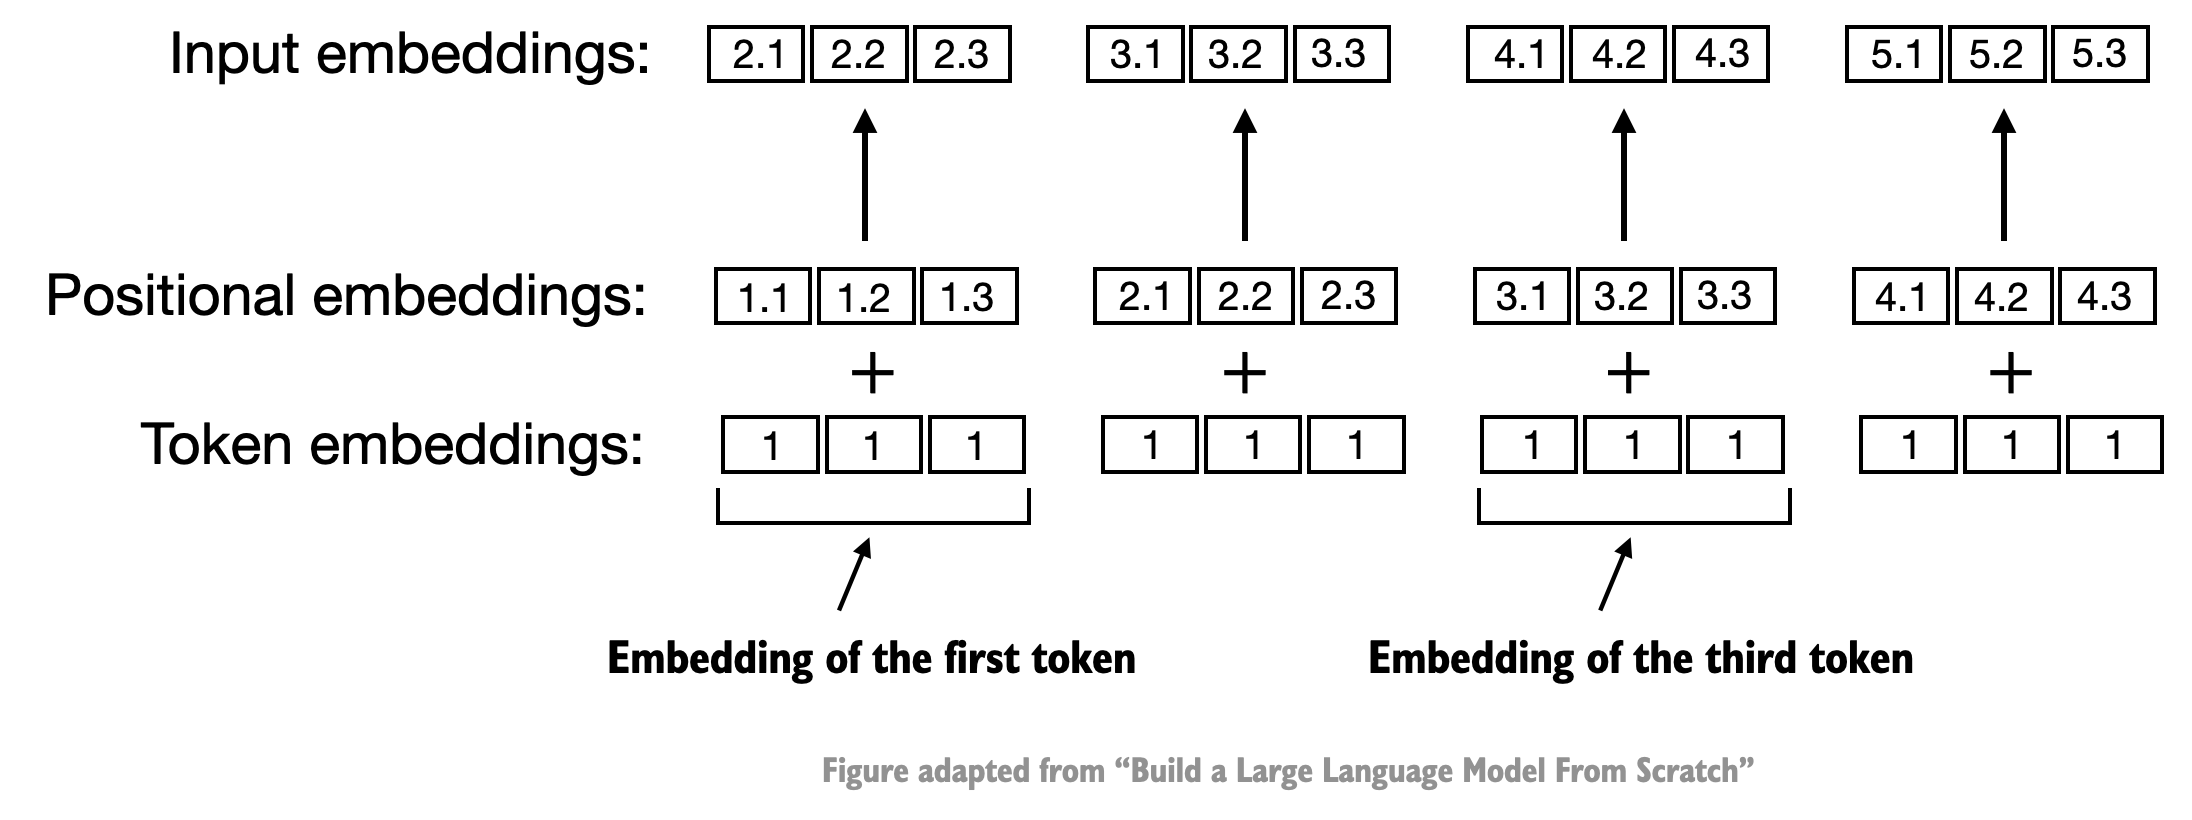 Input embeddings: 2.1 2.2 2.3 3.1 3.2 3.3 4.1 4.2 4.3 5.1 5.2 5.3
Positional embeddings: 1.1 1.2 1.3 2.1 2.2 2.3 3.1 3.2 3.3 4.1 4.2 4.3
+ + + +
Token embeddings: 1 1 1 1 1 1 1 1 1 1 1 1
Embedding of the first token Embedding of the third token
Figure adapted from “Build a Large Language Model From Scratch”